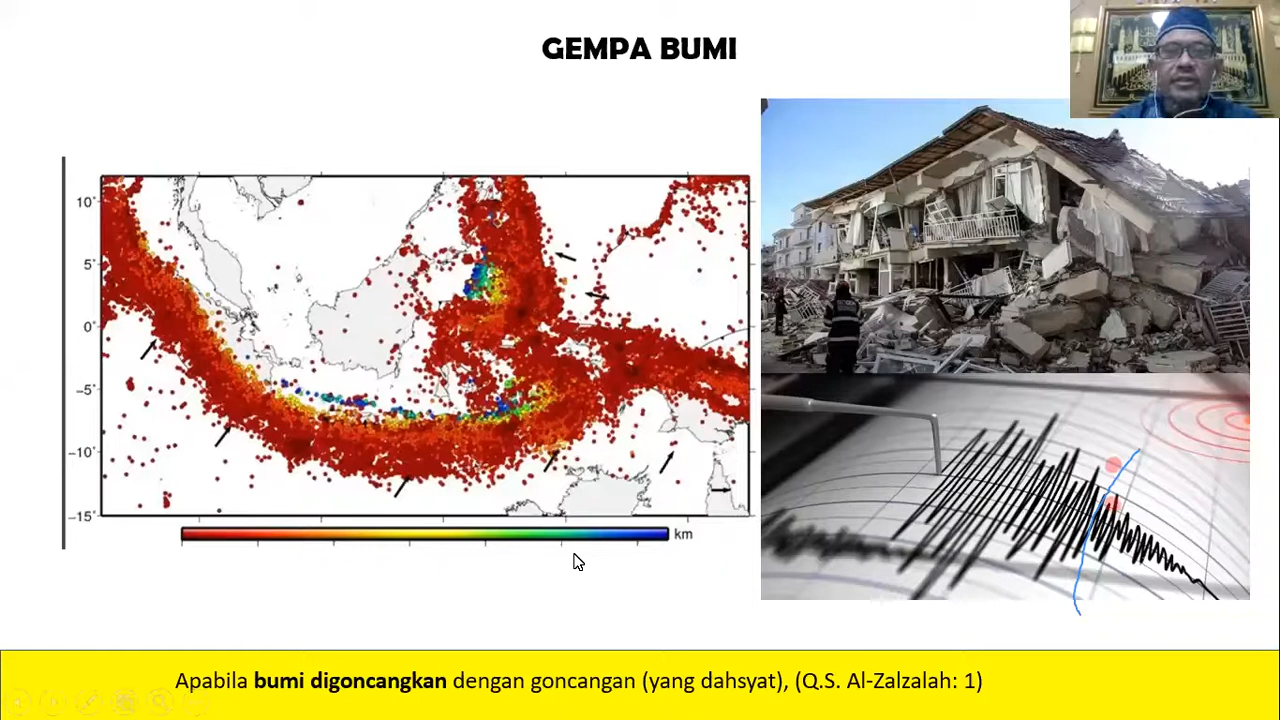 GEMPA BUMI
10°
5°
0°
−5°
−10°
−15°
km
Apabila bumi digoncangkan dengan goncangan (yang dahsyat), (Q.S. Al-Zalzalah: 1)